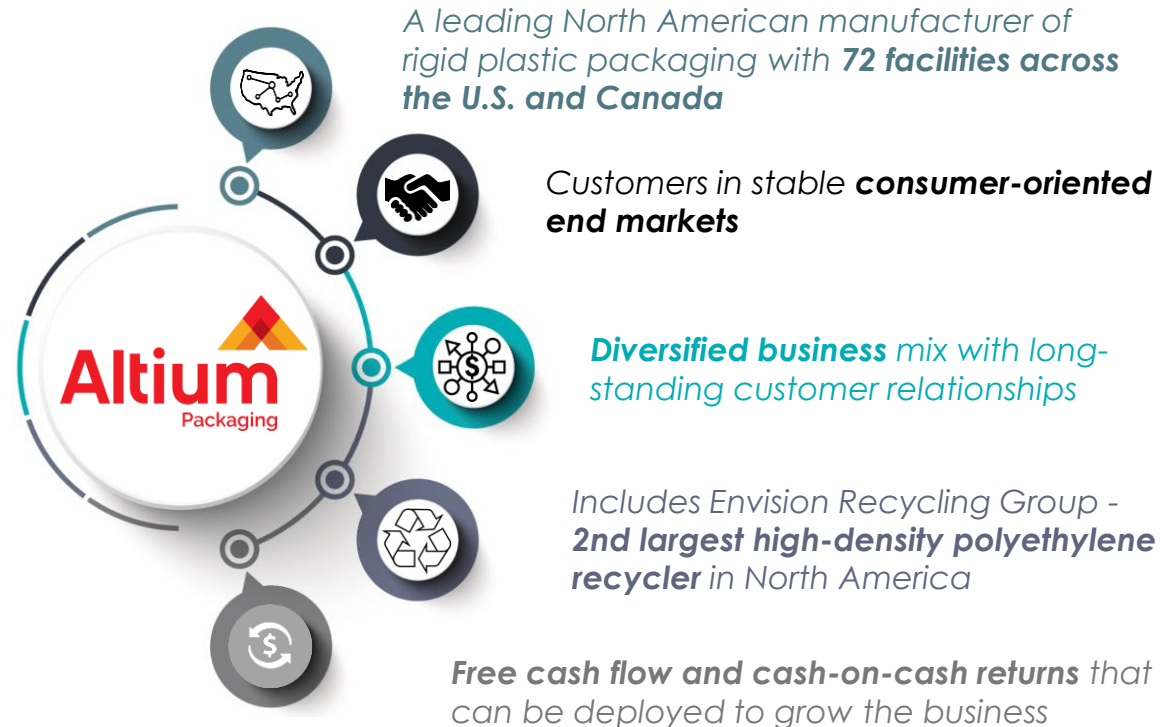 A leading North American manufacturer of
rigid plastic packaging with 72 facilities across
the U.S. and Canada
Customers in stable consumer-oriented
end markets
Altium
Packaging
Diversified business mix with long-
standing customer relationships
Includes Envision Recycling Group -
2nd largest high-density polyethylene
recycler in North America
Free cash flow and cash-on-cash returns that
can be deployed to grow the business